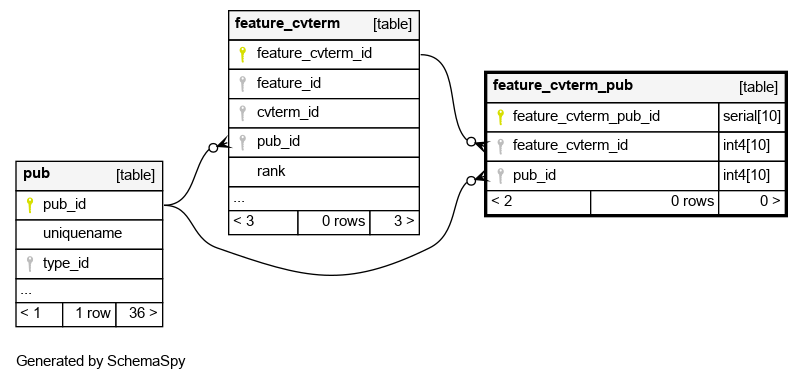 feature_cvterm [table]
feature_cvterm_id
feature_id
cvterm_id
pub_id
rank
...
< 3 0 rows 3 >
feature_cvterm_pub [table]
feature_cvterm_pub_id serial[10]
feature_cvterm_id int4[10]
pub_id int4[10]
< 2 0 rows 0 >
pub [table]
pub_id
uniquename
type_id
...
< 1 1 row 36 >
Generated by SchemaSpy